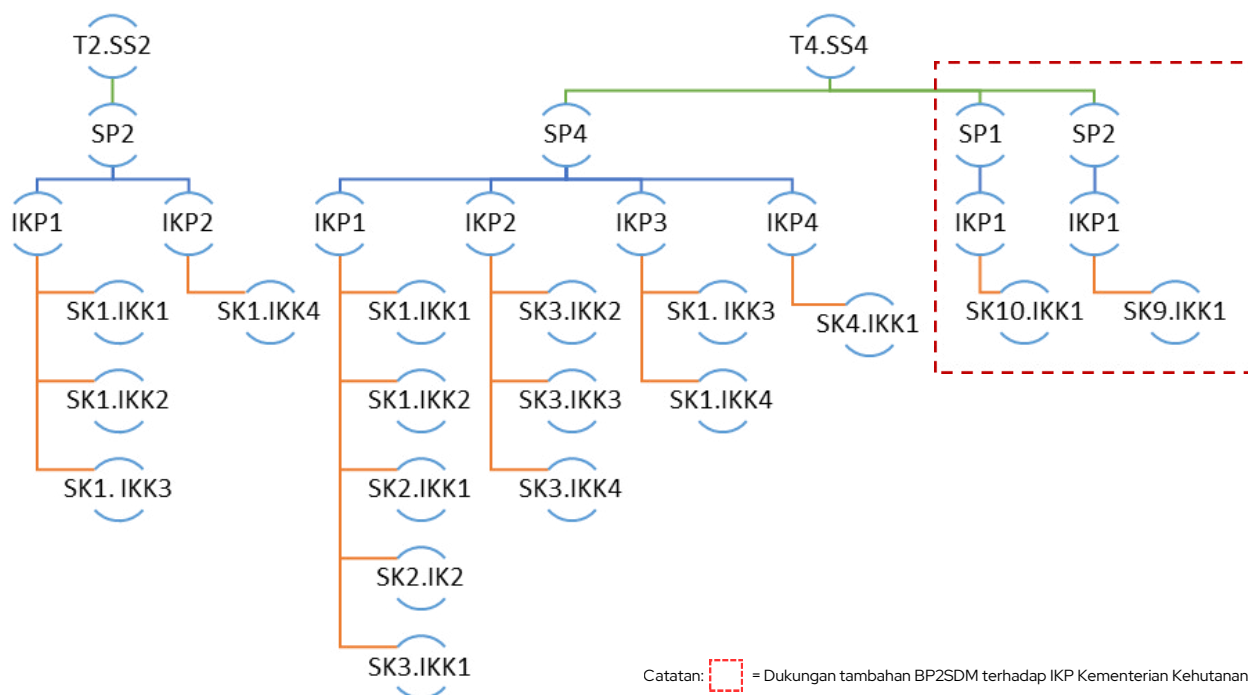 T2.SS2
T4.SS4
SP2
SP4
SP1
SP2
IKP1
IKP2
IKP1
IKP2
IKP3
IKP4
IKP1
IKP1
SK1.IKK1
SK1.IKK4
SK1.IKK1
SK3.IKK2
SK1. IKK3
SK4.IKK1
SK10.IKK1
SK9.IKK1
SK1.IKK2
SK1.IKK2
SK3.IKK3
SK1.IKK4
SK1. IKK3
SK2.IKK1
SK3.IKK4
SK2.IK2
SK3.IKK1
Catatan: = Dukungan tambahan BP2SDM terhadap IKP Kementerian Kehutanan